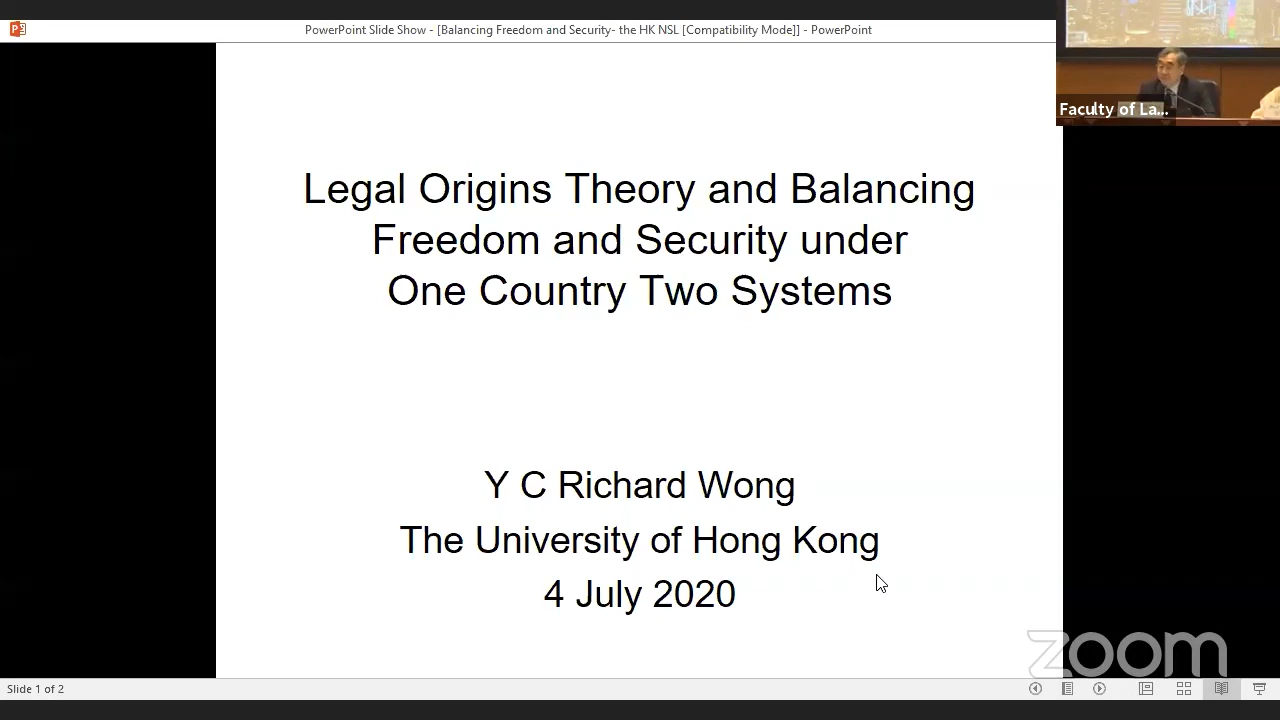 PowerPoint Slide Show - [Balancing Freedom and Security- the HK NSL [Compatibility Mode]] - PowerPoint
Faculty of La...
Legal Origins Theory and Balancing
Freedom and Security under
One Country Two Systems
Y C Richard Wong
The University of Hong Kong
4 July 2020
zoom
Slide 1 of 2